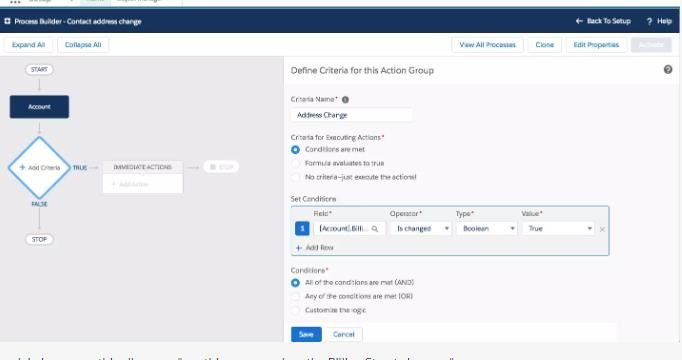 Process Builder - Contact address change
Back To Setup
? Help
Expand All
Collapse All
View All Processes
Clone
Edit Properties
Activate
START
Account
+ Add Criteria
TRUE
IMMEDIATE ACTIONS
+ Add Action
STOP
FALSE
STOP
Define Criteria for this Action Group
Criteria Name*
Address Change
Criteria for Executing Actions*
Conditions are met
Formula evaluates to true
No criteria-just execute the actions!
Set Conditions
Field* Operator* Type* Value*
1 [Account].Billi... Is changed Boolean True
+ Add Row
Conditions*
All of the conditions are met (AND)
Any of the conditions are met (OR)
Customize the logic
Save
Cancel